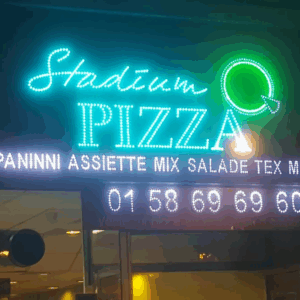 Stadium
PIZZA
PANINNI ASSIETTE MIX SALADE TEX M
01 58 69 69 60